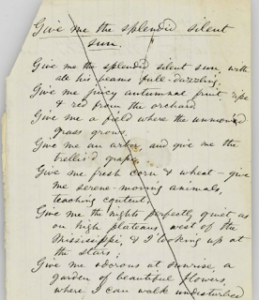 Give me the splendid silent
sun.
Give me the splendid silent sun, with
all his beams full-dazzling.
Give me juicy autumnal fruit, ripe
& red from the orchard
Give me a field where the unmowed
grass grows.
Give me an arbor, and give me the
trellis'd grape,
Give me fresh corn & wheat – give
me serene-moving animals,
teaching content;
Give me the nights perfectly quiet as
on high plateaus west of the
Mississippi, & I looking up at
the stars;
Give me odorous at sunrise, a
garden of beautiful flowers,
where I can walk undisturbed